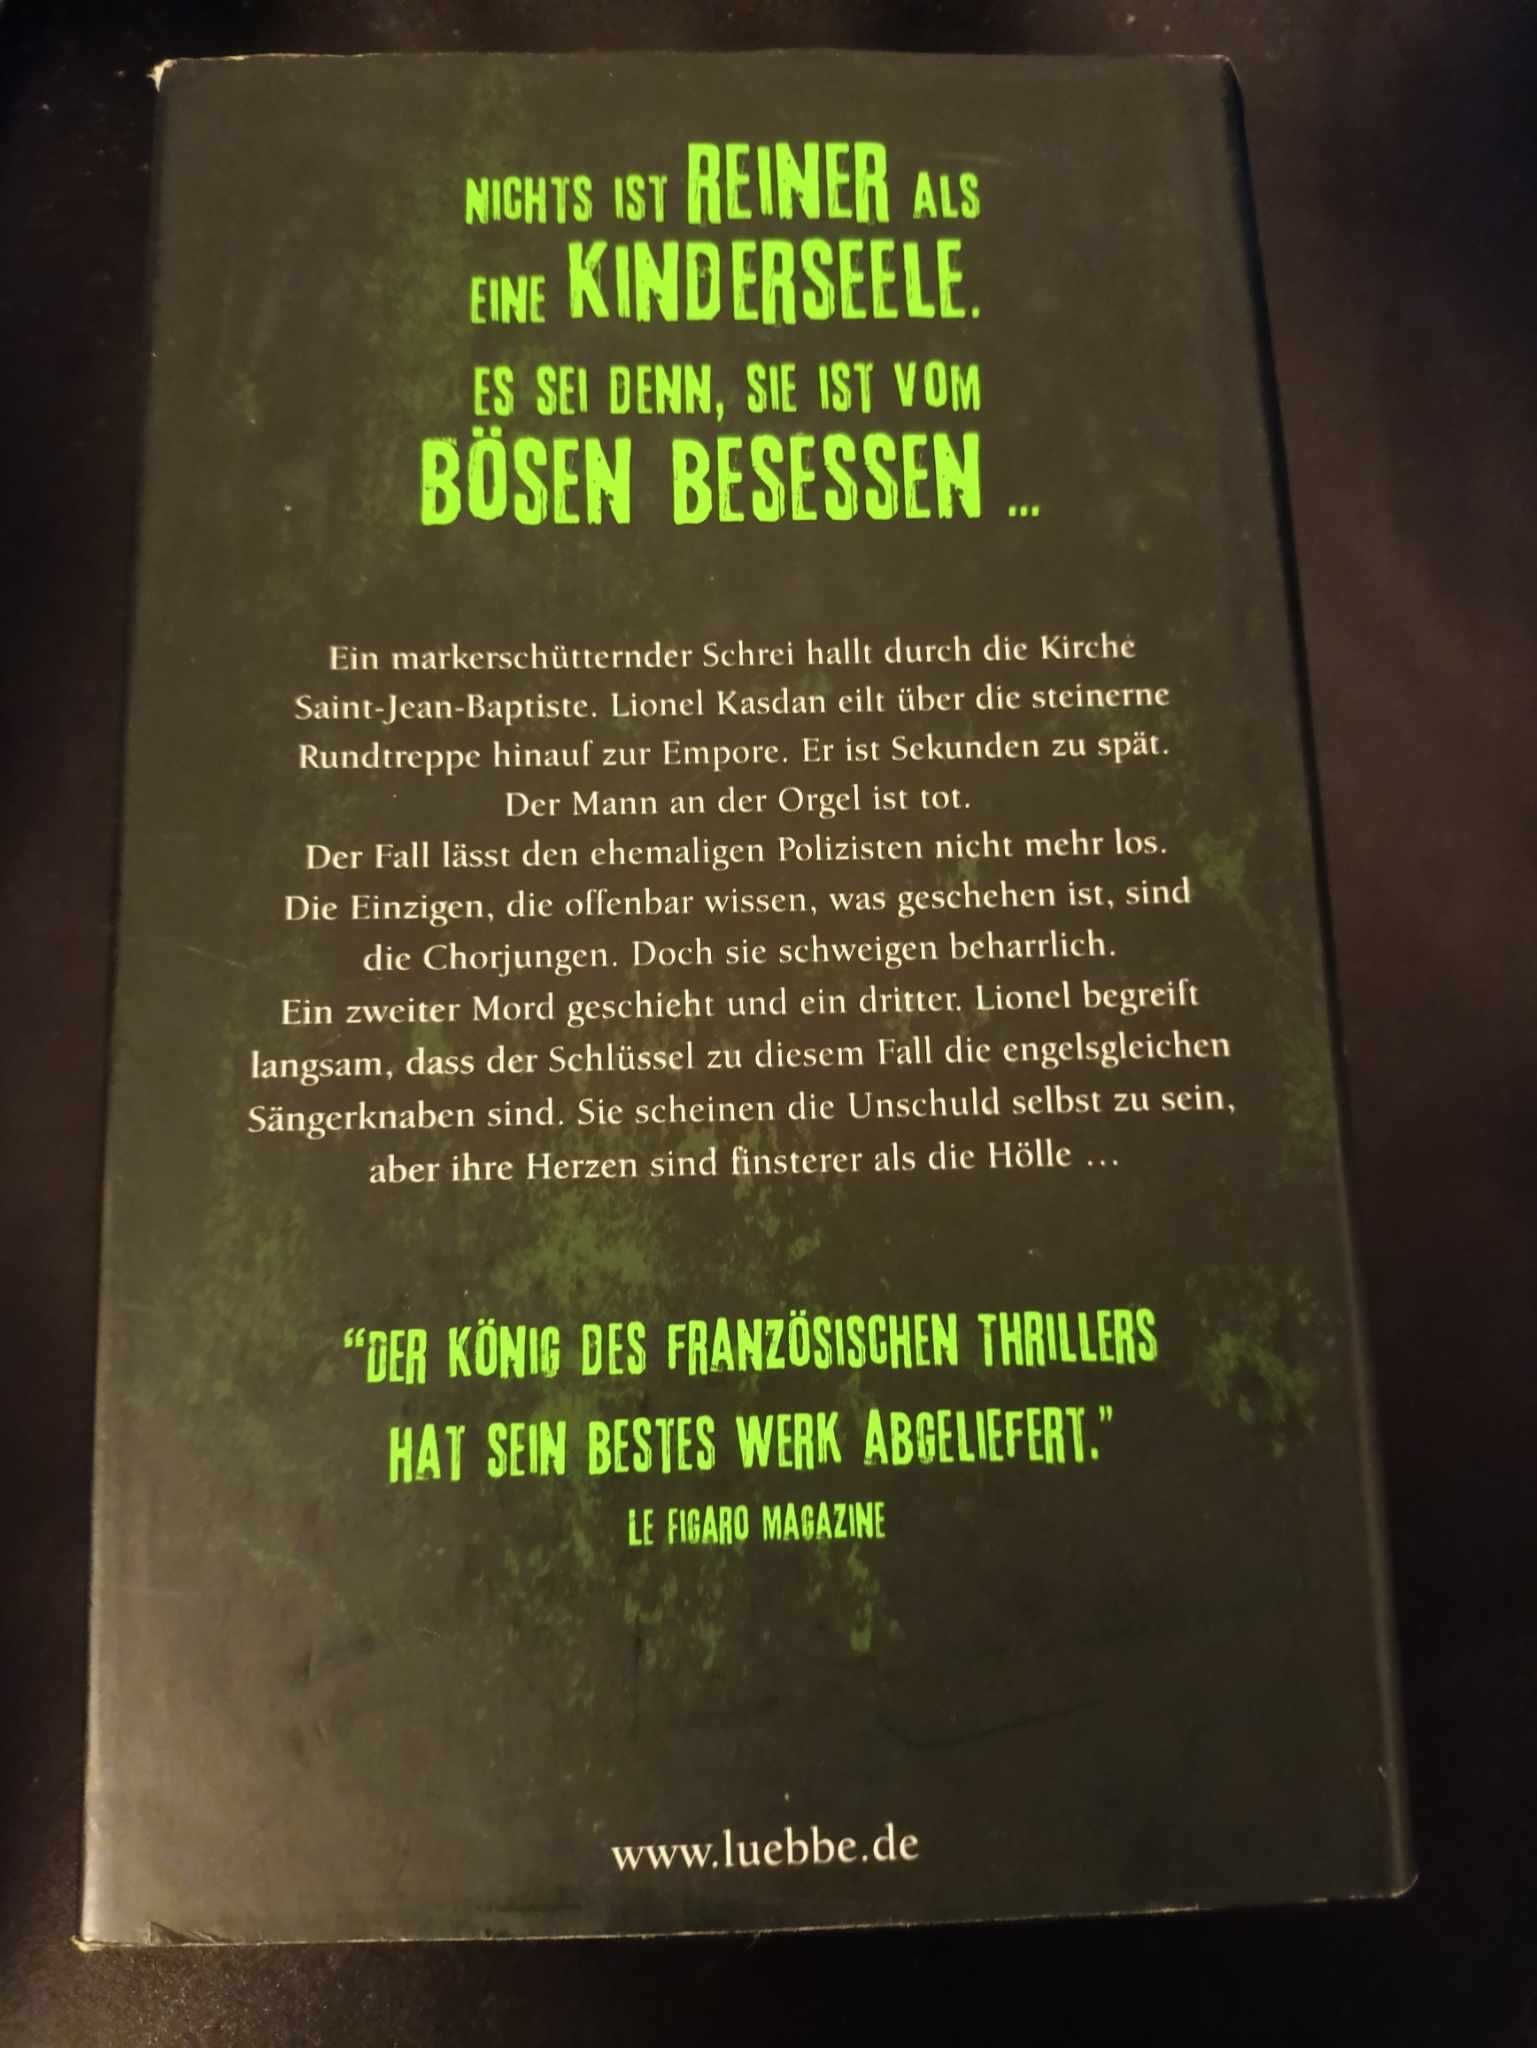 NICHTS IST REINER ALS
EINE KINDERSEELE.
ES SEI DENN, SIE IST VOM
BÖSEN BESESSEN ...
Ein markerschütternder Schrei hallt durch die Kirche
Saint-Jean-Baptiste. Lionel Kasdan eilt über die steinerne
Rundtreppe hinauf zur Empore. Er ist Sekunden zu spät.
Der Mann an der Orgel ist tot.
Der Fall lässt den ehemaligen Polizisten nicht mehr los.
Die Einzigen, die offenbar wissen, was geschehen ist, sind
die Chorjungen. Doch sie schweigen beharrlich.
Ein zweiter Mord geschieht und ein dritter. Lionel begreift
langsam, dass der Schlüssel zu diesem Fall die engelsgleichen
Sängerknaben sind. Sie scheinen die Unschuld selbst zu sein,
aber ihre Herzen sind finsterer als die Hölle ...
“DER KÖNIG DES FRANZÖSISCHEN THRILLERS
HAT SEIN BESTES WERK ABGELIEFERT.”
LE FIGARO MAGAZINE
www.luebbe.de